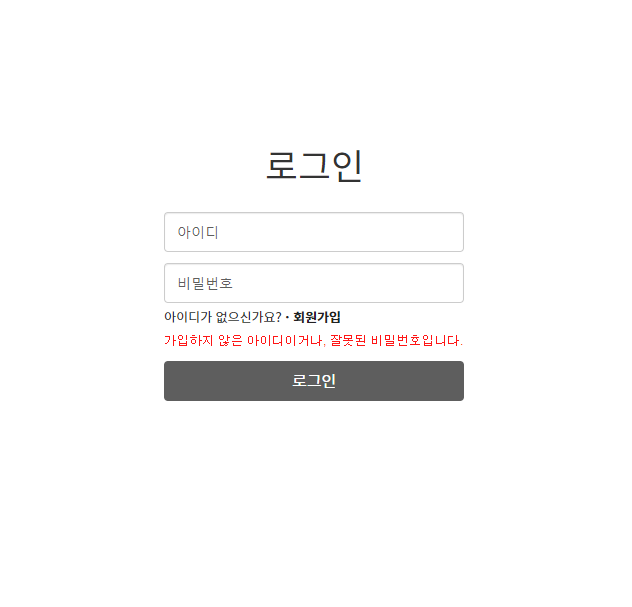 로그인
아이디
비밀번호
아이디가 없으신가요? · 회원가입
가입하지 않은 아이디이거나, 잘못된 비밀번호입니다.
로그인